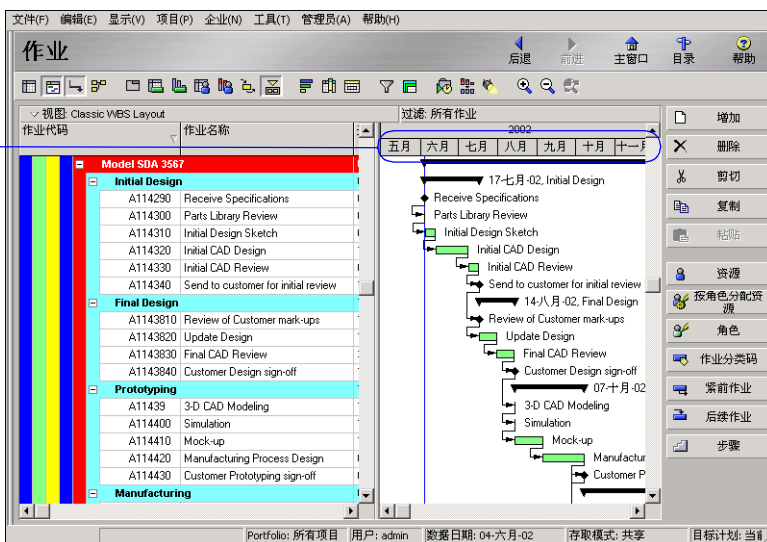 文件(F) 编辑(E) 显示(V) 项目(P) 企业(N) 工具(T) 管理员(A) 帮助(H)
作业
后退 前进 主窗口 目录 帮助
视图: Classic WBS Layout
过滤: 所有作业
作业代码 作业名称
2002
五月 六月 七月 八月 九月 十月 十一月
Model SDA 3567
Initial Design
17-七月-02, Initial Design
A114290 Receive Specifications
Receive Specifications
A114300 Parts Library Review
Parts Library Review
A114310 Initial Design Sketch
Initial Design Sketch
A114320 Initial CAD Design
Initial CAD Design
A114330 Initial CAD Review
Initial CAD Review
A114340 Send to customer for initial review
Send to customer for initial review
Final Design
14-八月-02, Final Design
A1143810 Review of Customer mark-ups
Review of Customer mark-ups
A1143820 Update Design
Update Design
A1143830 Final CAD Review
Final CAD Review
A1143840 Customer Design sign-off
Customer Design sign-off
Prototyping
07-十月-02
A11439 3-D CAD Modeling
3-D CAD Modeling
A114400 Simulation
Simulation
A114410 Mock-up
Mock-up
A114420 Manufacturing Process Design
Manufactur
A114430 Customer Prototyping sign-off
Customer P
Manufacturing
增加
删除
剪切
复制
粘贴
资源
按角色分配资源
角色
作业分类码
紧前作业
后续作业
步骤
Portfolio: 所有项目 用户: admin 数据日期: 04-六月-02 存取模式: 共享 目标计划: 当前